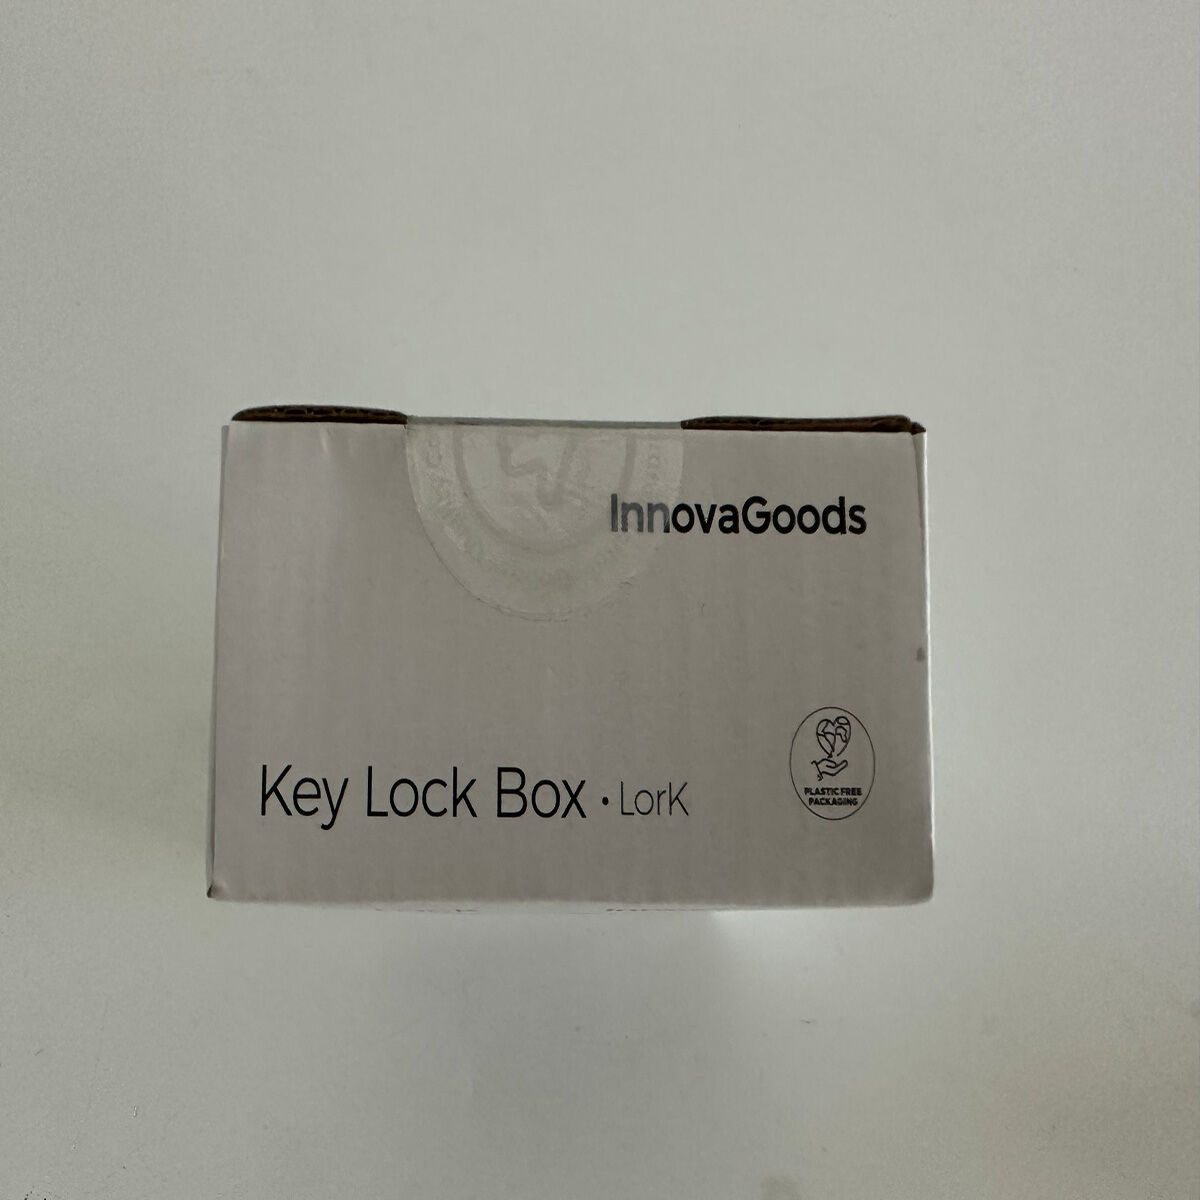 InnovaGoods
Key Lock Box • LorK
PLASTIC FREE
PACKAGING